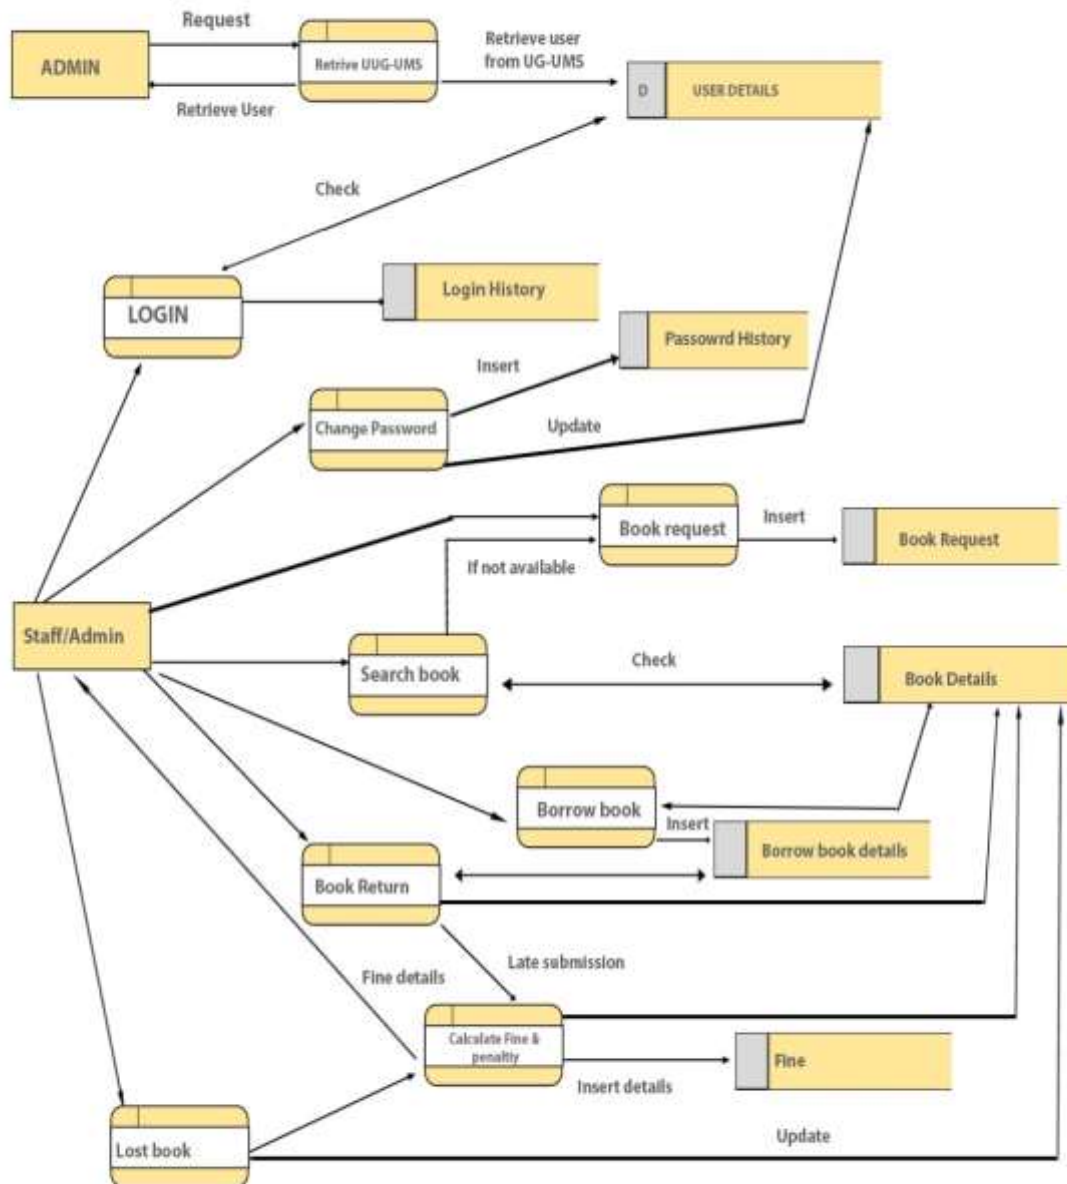 Request
ADMIN
Retrive UUG-UMS
Retrieve user
from UG-UMS
D
USER DETAILS
Retrieve User
Check
LOGIN
Login History
Passowrd History
Insert
Change Password
Update
Book request
Insert
Book Request
If not available
Staff/Admin
Search book
Check
Book Details
Borrow book
Insert
Borrow book details
Book Return
Late submission
Fine details
Calculate Fine &
penaltiy
Insert details
Fine
Lost book
Update